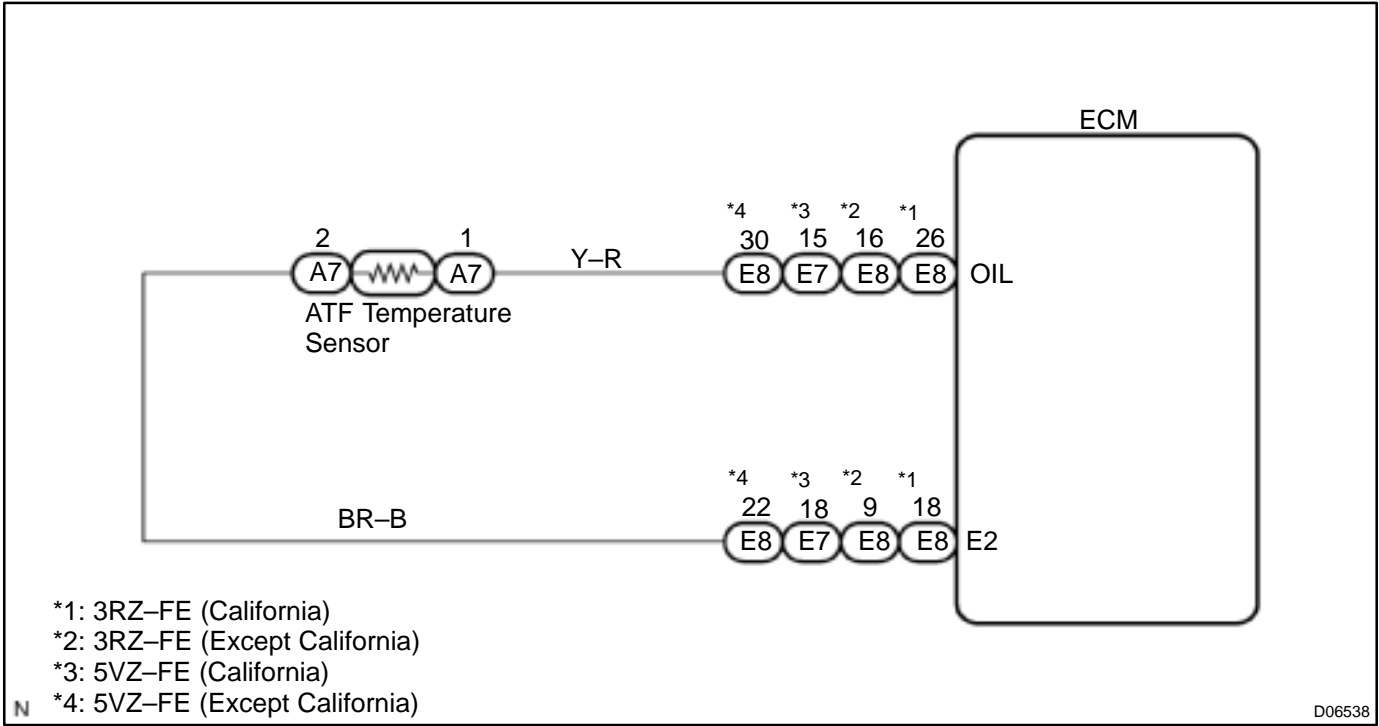 ECM
*4 *3 *2 *1
30 15 16 26
2 1
A7 A7 Y–R E8 E7 E8 E8 OIL
ATF Temperature
Sensor
*4 *3 *2 *1
22 18 9 18
BR–B E8 E7 E8 E8 E2
*1: 3RZ–FE (California)
*2: 3RZ–FE (Except California)
*3: 5VZ–FE (California)
*4: 5VZ–FE (Except California)
N D06538